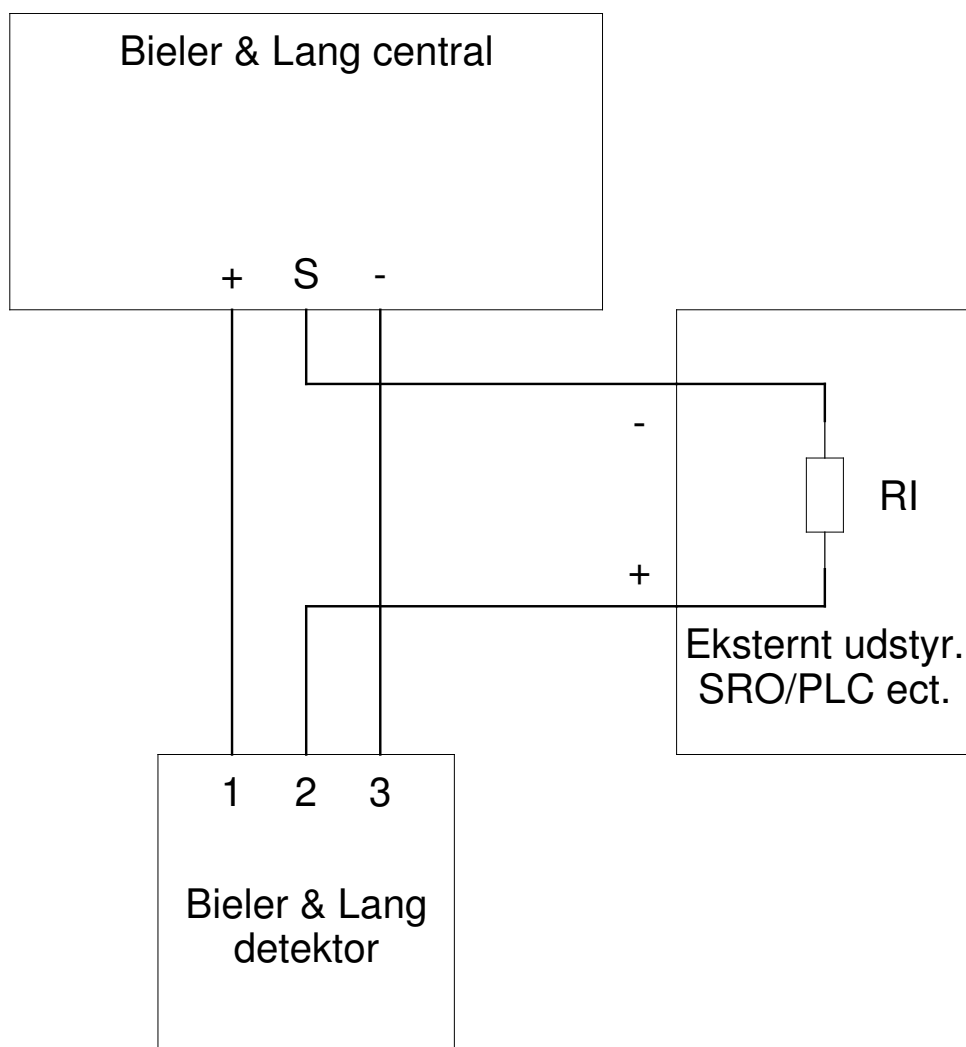 Bieler & Lang central
+ S -
-
RI
+
Eksternt udstyr.
SRO/PLC ect.
1 2 3
Bieler & Lang
detektor